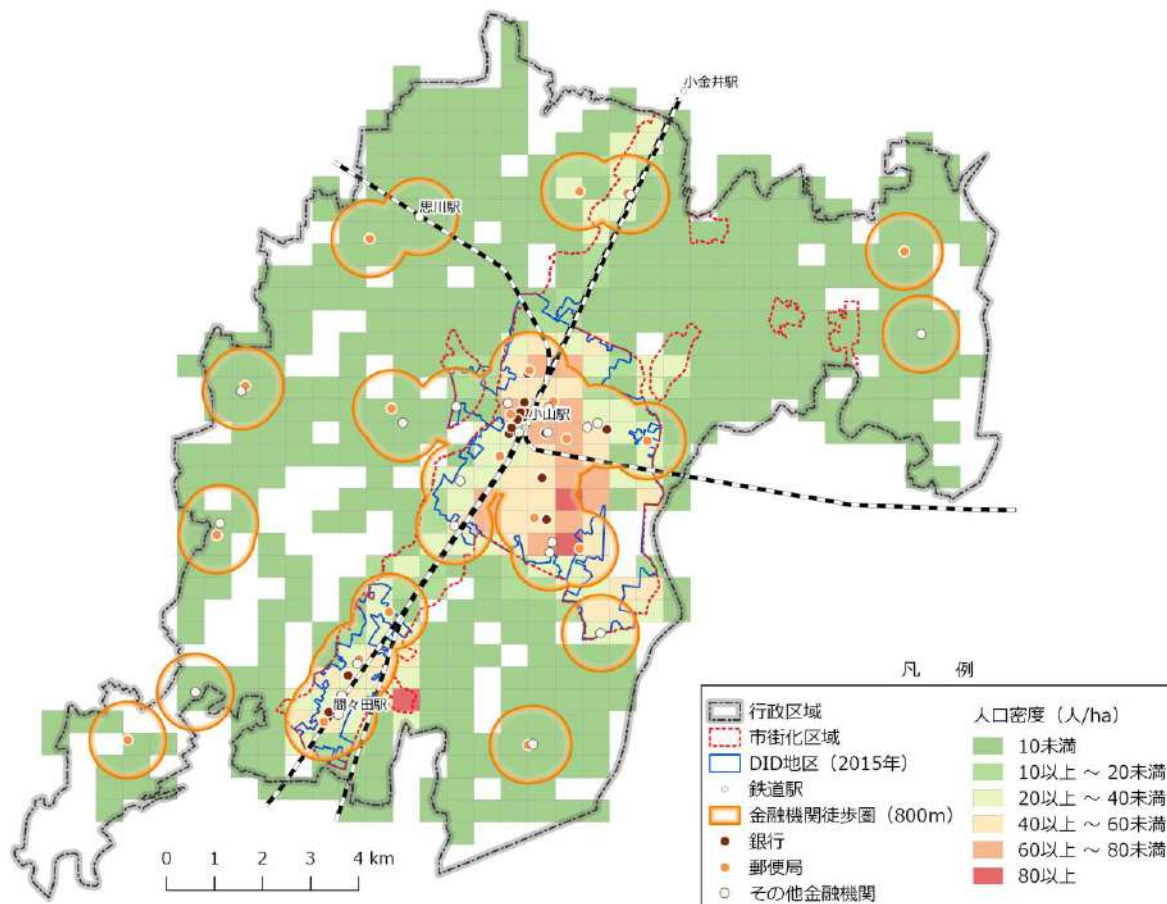 小金井駅
思川駅
小山駅
間々田駅
0 1 2 3 4 km
凡 例
行政区域
市街化区域
DID地区（2015年）
鉄道駅
金融機関徒歩圏（800m）
銀行
郵便局
その他金融機関
人口密度（人/ha）
10未満
10以上 ～ 20未満
20以上 ～ 40未満
40以上 ～ 60未満
60以上 ～ 80未満
80以上